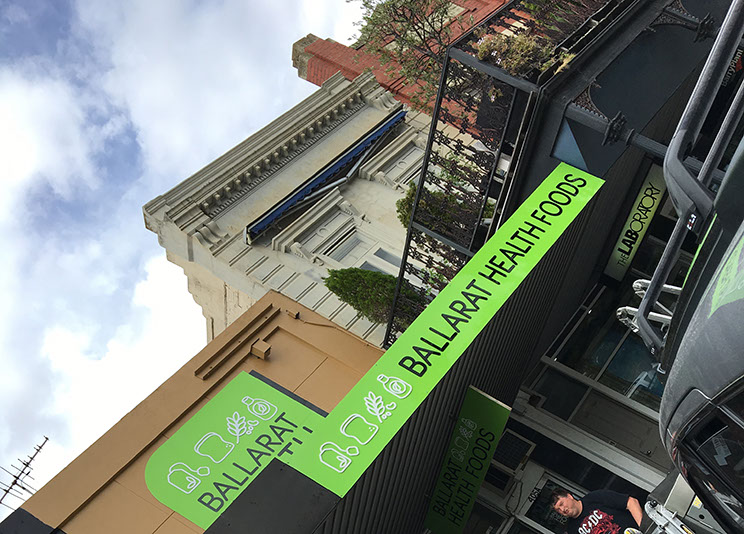 BALLARAT HEALTH FOODS
BALLARAT
THE LABORATORY
BALLARAT
HEALTH FOODS
AC DC